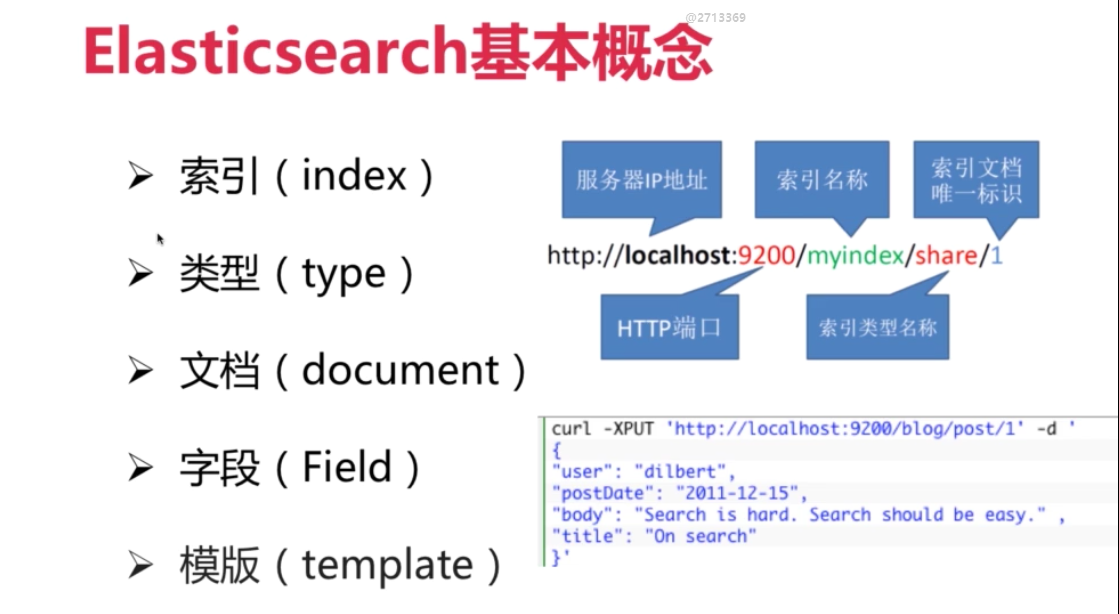 @2713369
Elasticsearch基本概念
索引（index）
类型（type）
文档（document）
字段（Field）
模版（template）
服务器IP地址
索引名称
索引文档
唯一标识
http://localhost:9200/myindex/share/1
HTTP端口
索引类型名称
curl -XPUT 'http://localhost:9200/blog/post/1' -d '
{
"user": "dilbert",
"postDate": "2011-12-15",
"body": "Search is hard. Search should be easy." ,
"title": "On search"
}'